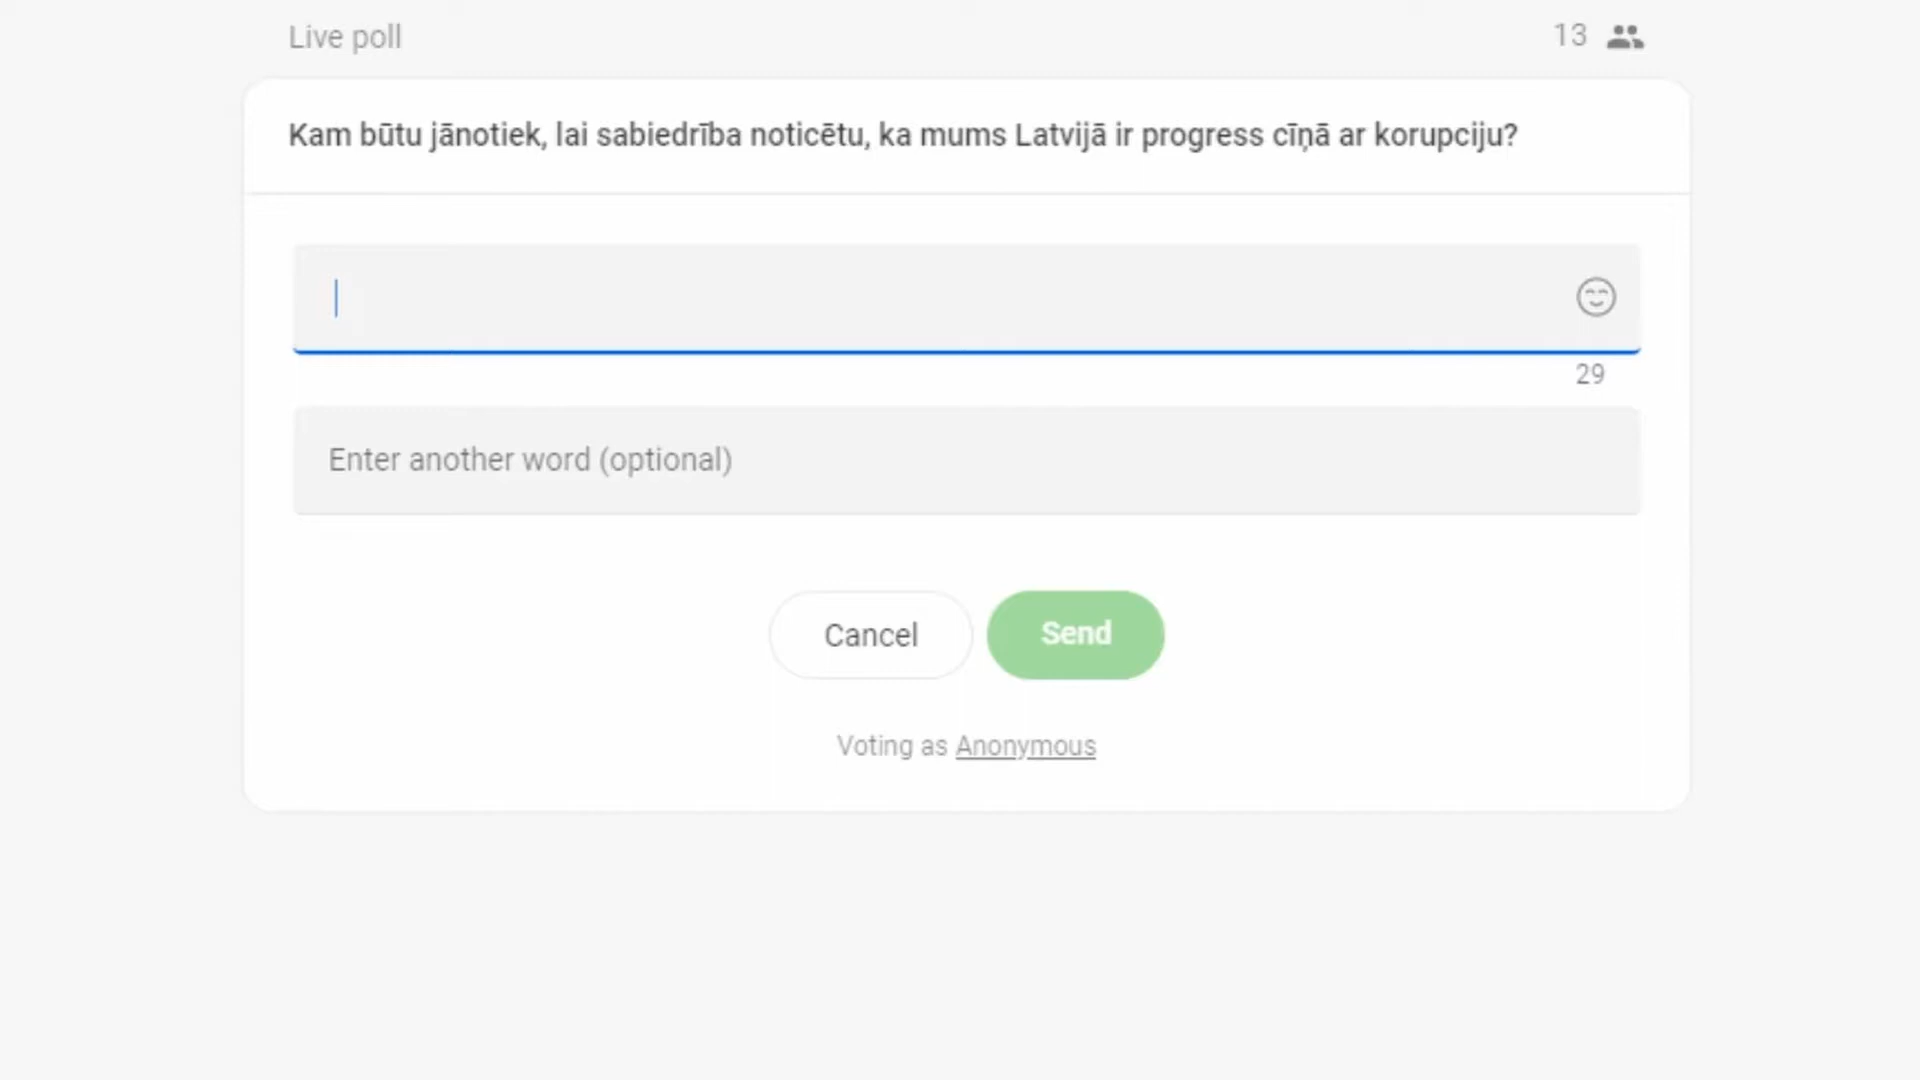 Live poll
13
Kam būtu jānotiek, lai sabiedrība noticētu, ka mums Latvijā ir progress cīņā ar korupciju?
29
Enter another word (optional)
Cancel
Send
Voting as Anonymous